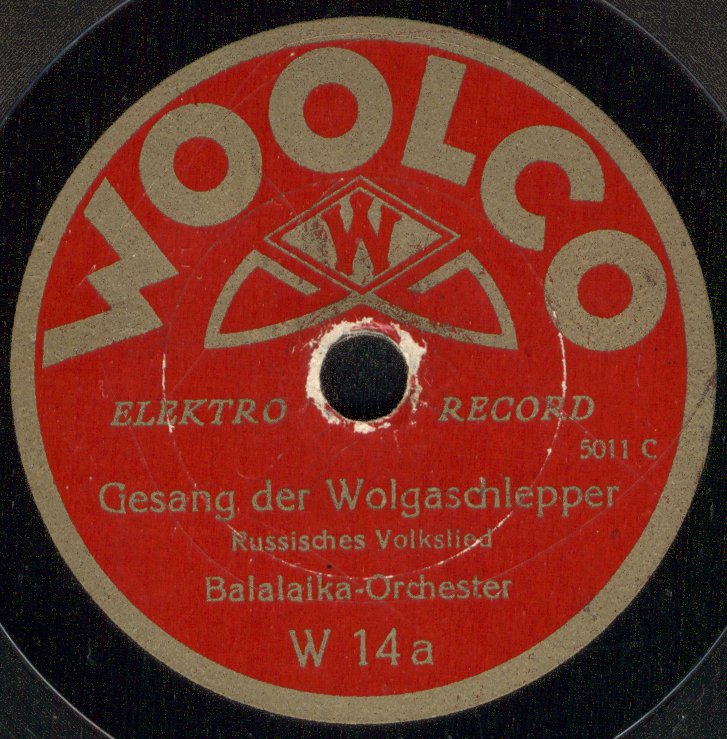 WOOLCO
W
ELEKTRO RECORD
5011 C
Gesang der Wolgaschlepper
Russisches Volkslied
Balalaika-Orchester
W 14 a